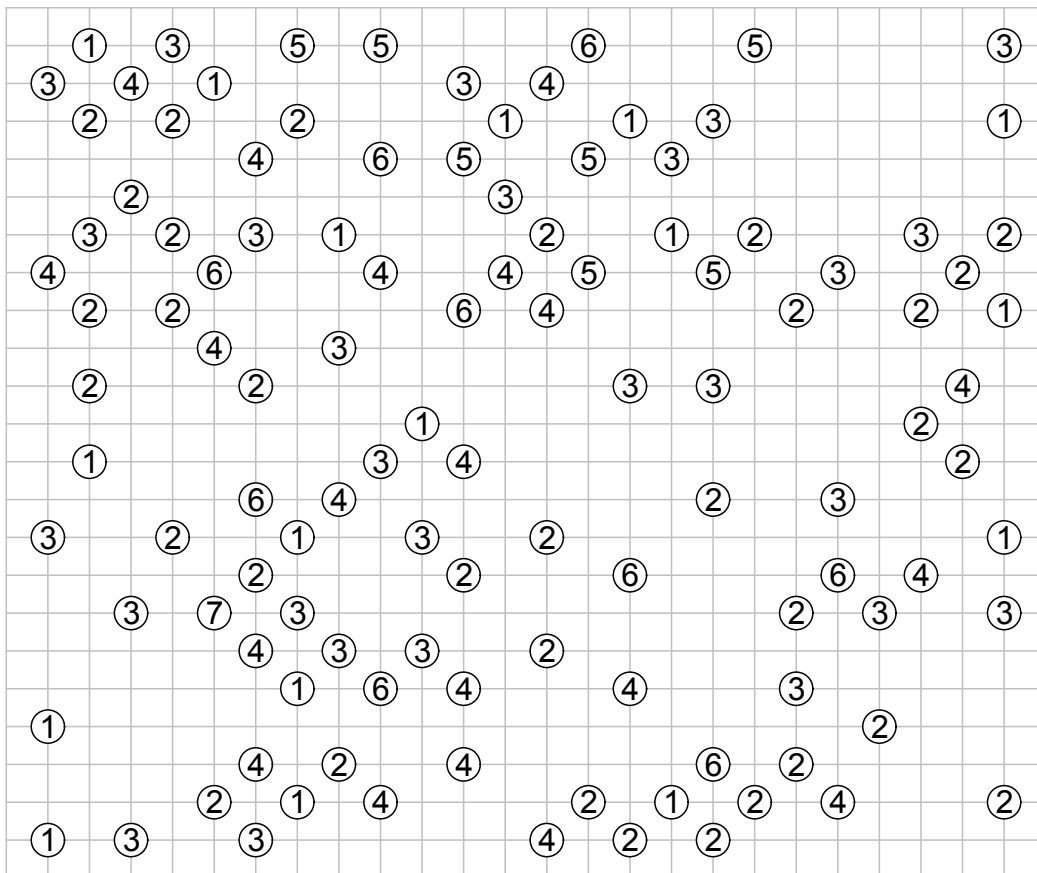 1 3 5 5 6 5 3
3 4 1 3 4
2 2 2 1 1 3 1
4 6 5 5 3
2 3
3 2 3 1 2 1 2 3 2
4 6 4 4 5 5 3 2
2 2 6 4 2 2 1
4 3
2 2 3 3 4
1 2
1 3 4 2
6 4 2 3
3 2 1 3 2 1
2 2 6 6 4
3 7 3 2 3 3
4 3 3 2
1 6 4 4 3
1 2
4 2 4 6 2
2 1 4 2 1 2 4 2
1 3 3 4 2 2